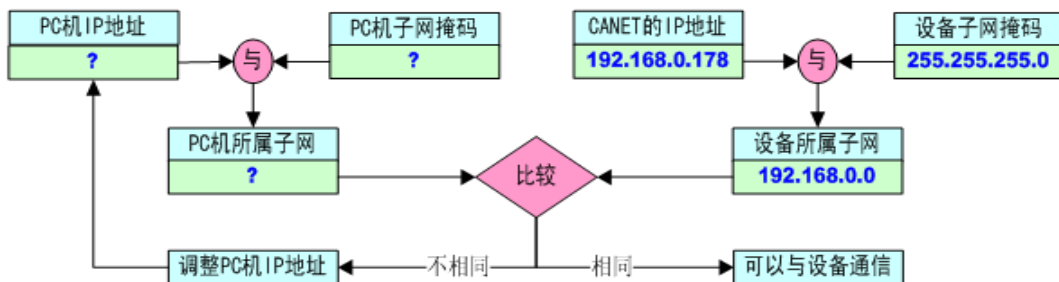 PC机IP地址
?
与
PC机子网掩码
?
CANET的IP地址
192.168.0.178
与
设备子网掩码
255.255.255.0
PC机所属子网
?
比较
设备所属子网
192.168.0.0
调整PC机IP地址
不相同
相同
可以与设备通信